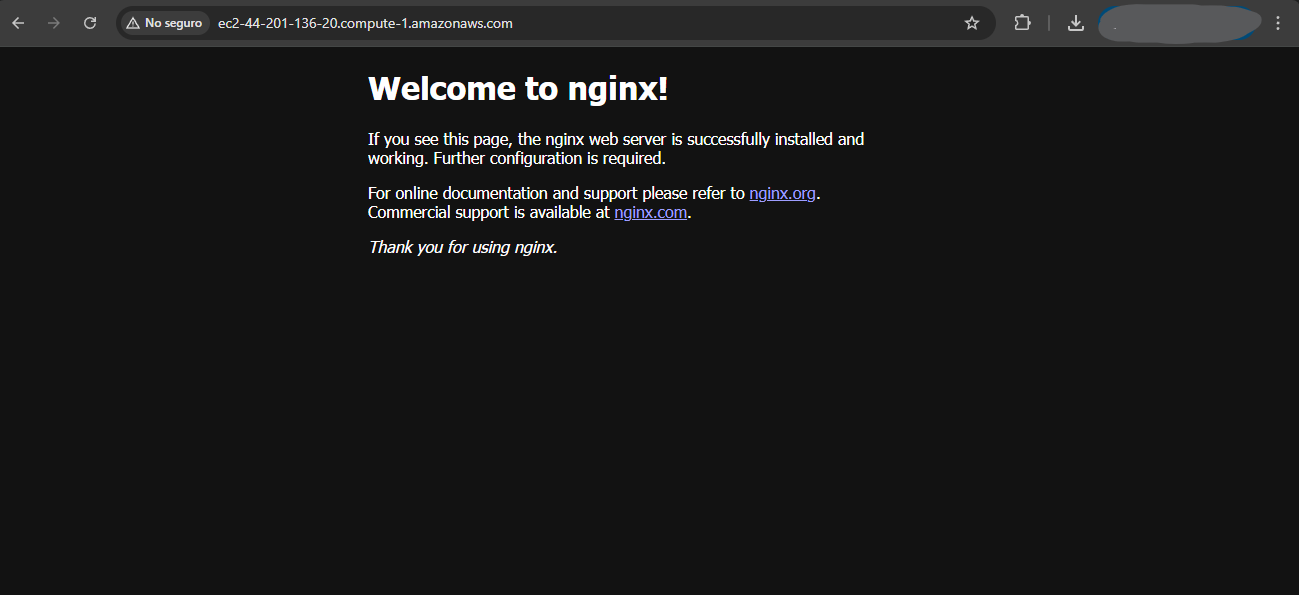 No seguro
ec2-44-201-136-20.compute-1.amazonaws.com
Welcome to nginx!
If you see this page, the nginx web server is successfully installed and
working. Further configuration is required.
For online documentation and support please refer to nginx.org.
Commercial support is available at nginx.com.
Thank you for using nginx.